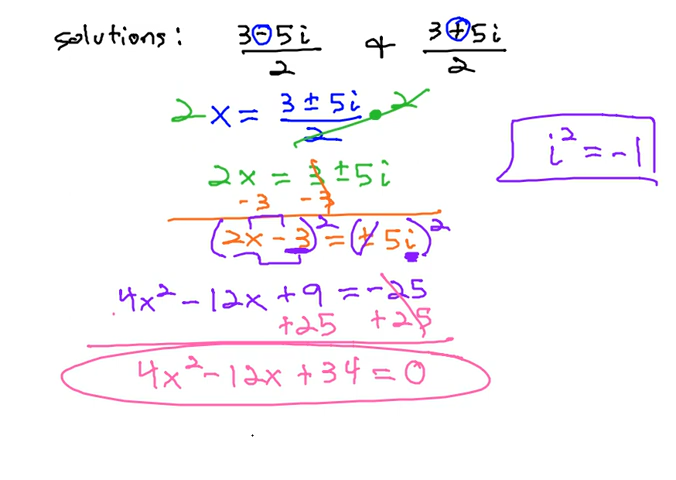 solutions: 3-5i/2 & 3+5i/2
2x = 3±5i/2 • 2
i² = -1
2x = 3 ±5i
-3 -3
(2x - 3)² = (± 5i)²
4x² - 12x + 9 = -25
+25 +25
4x² - 12x + 34 = 0